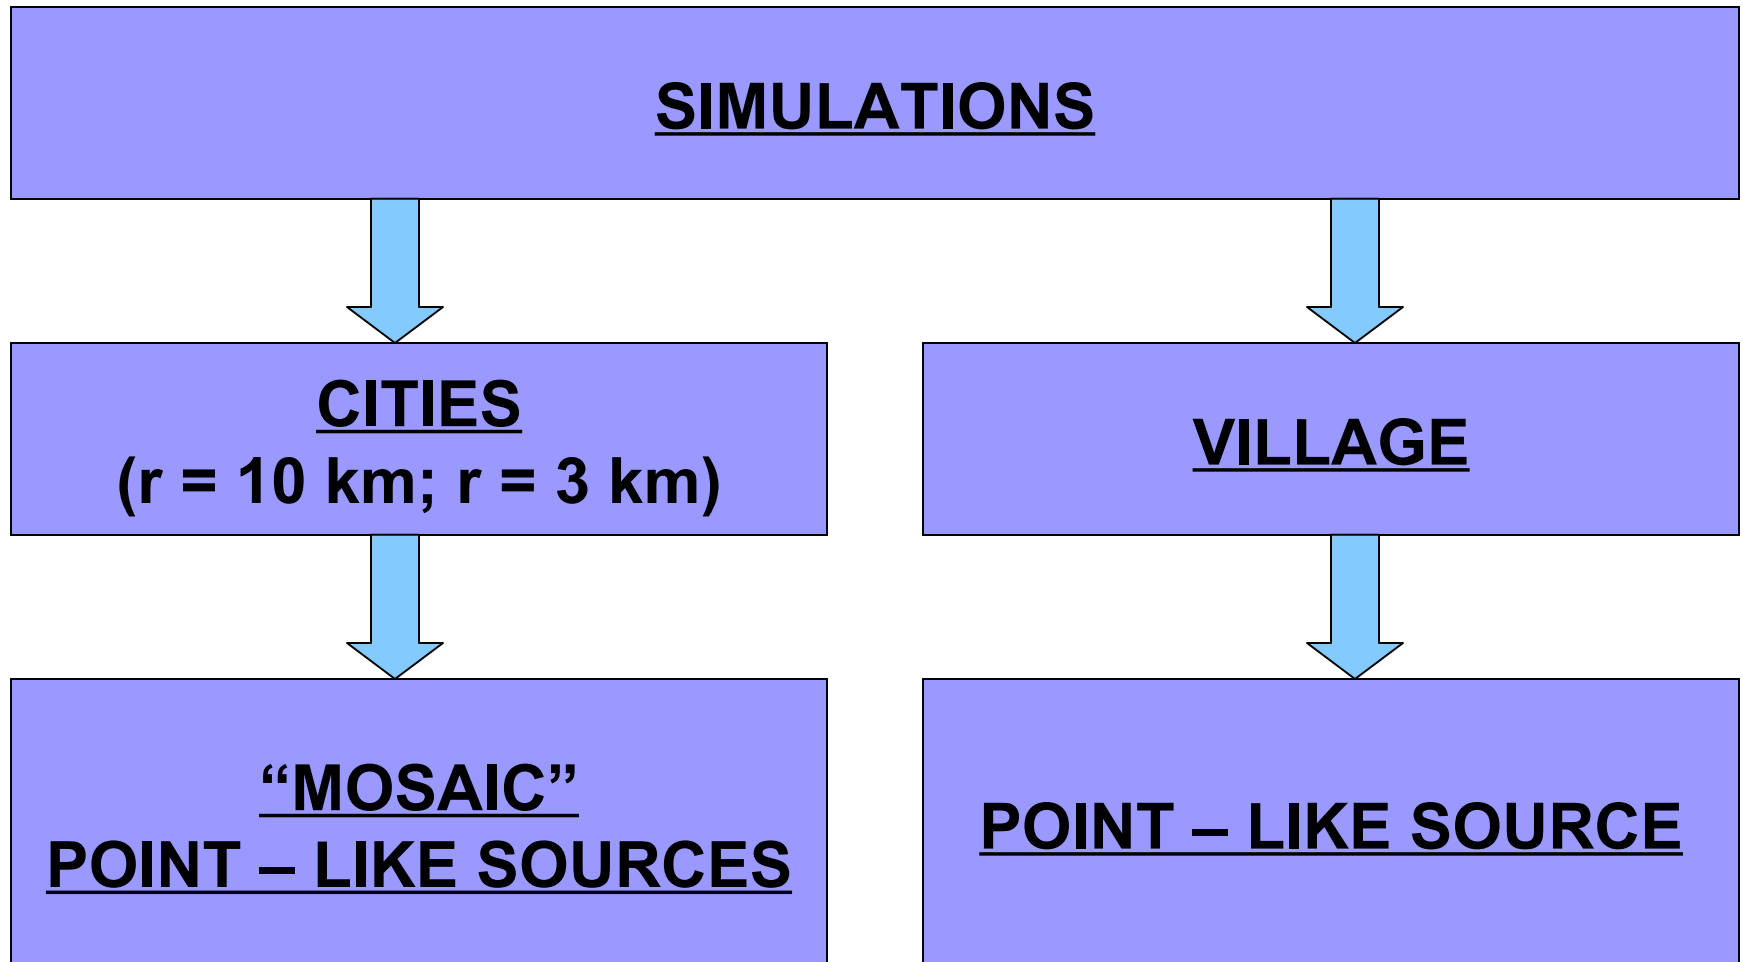 SIMULATIONS
CITIES
(r = 10 km; r = 3 km)
VILLAGE
“MOSAIC”
POINT – LIKE SOURCES
POINT – LIKE SOURCE